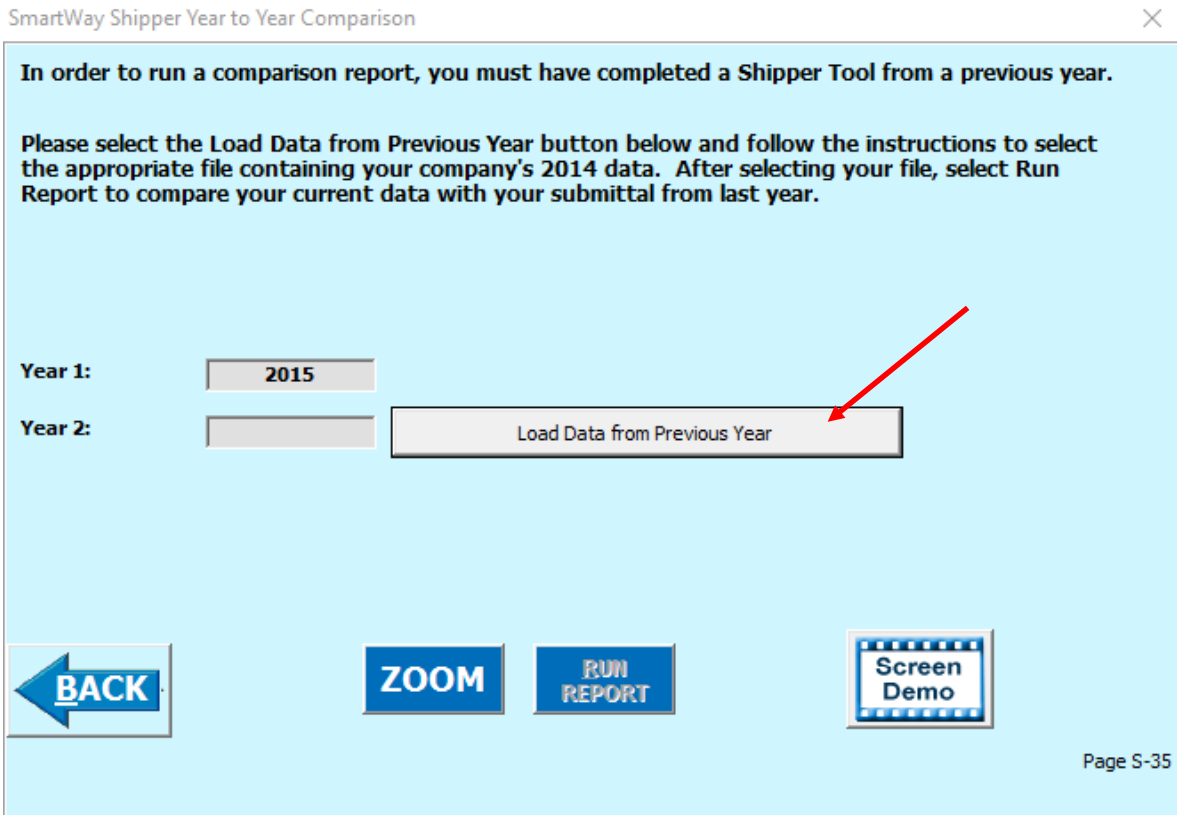 SmartWay Shipper Year to Year Comparison
In order to run a comparison report, you must have completed a Shipper Tool from a previous year.
Please select the Load Data from Previous Year button below and follow the instructions to select
the appropriate file containing your company's 2014 data.  After selecting your file, select Run
Report to compare your current data with your submittal from last year.
Year 1:
2015
Year 2:
Load Data from Previous Year
BACK
ZOOM
RUN
REPORT
Screen
Demo
Page S-35